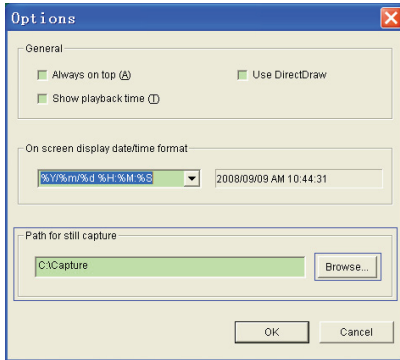 Options
General
Always on top (A)
Use DirectDraw
Show playback time (T)
On screen display date/time format
%Y/%m/%d %H:%M:%S
2008/09/09 AM 10:44:31
Path for still capture
C:\Capture
Browse...
OK
Cancel